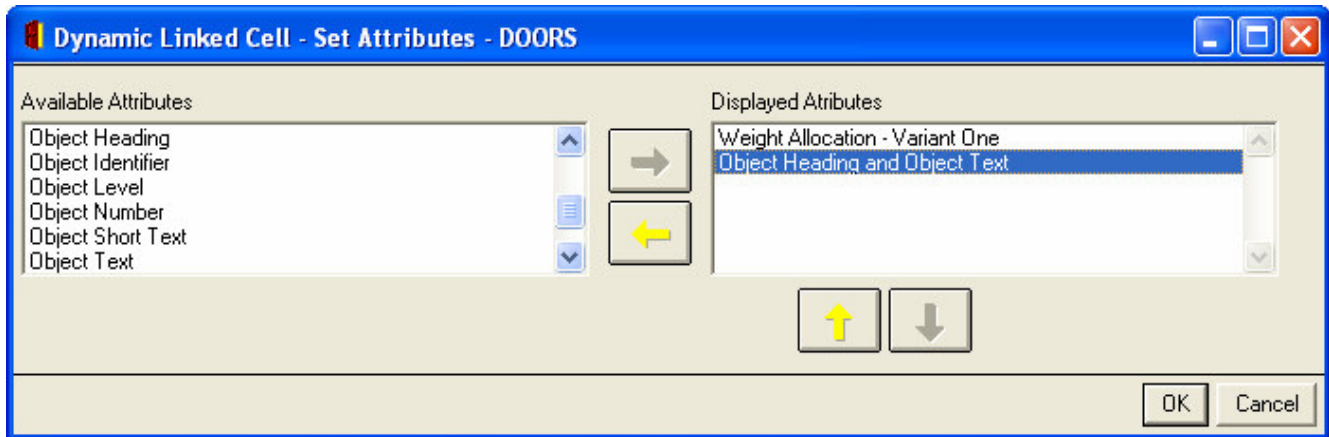 Dynamic Linked Cell - Set Attributes - DOORS
Available Attributes
Object Heading
Object Identifier
Object Level
Object Number
Object Short Text
Object Text
Displayed Atributes
Weight Allocation - Variant One
Object Heading and Object Text
OK
Cancel